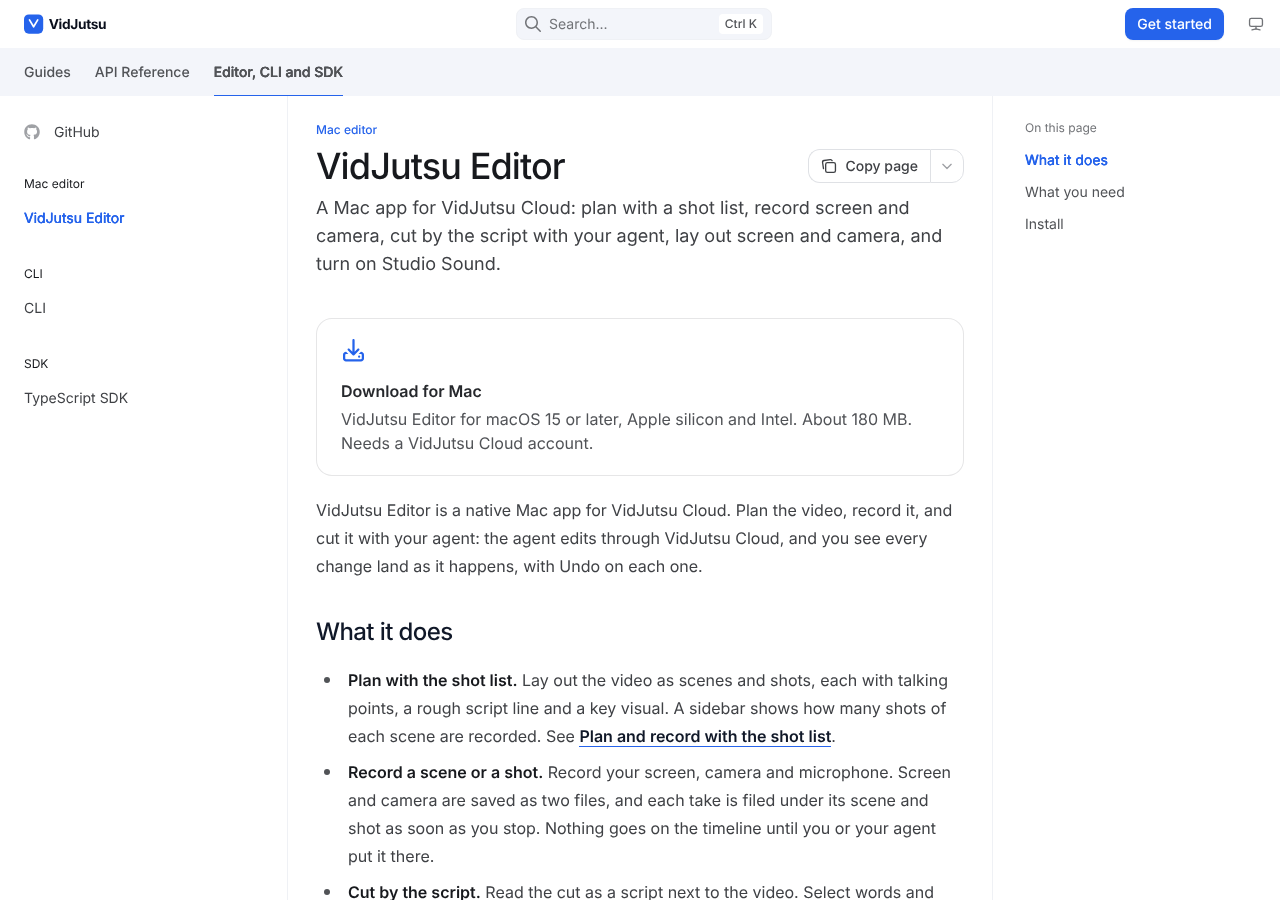 VidJutsu
Search...
Ctrl K
Get started
Guides
API Reference
Editor, CLI and SDK
GitHub
Mac editor
VidJutsu Editor
CLI
CLI
SDK
TypeScript SDK
Mac editor
VidJutsu Editor
Copy page
A Mac app for VidJutsu Cloud: plan with a shot list, record screen and
camera, cut by the script with your agent, lay out screen and camera, and
turn on Studio Sound.
Download for Mac
VidJutsu Editor for macOS 15 or later, Apple silicon and Intel. About 180 MB.
Needs a VidJutsu Cloud account.
VidJutsu Editor is a native Mac app for VidJutsu Cloud. Plan the video, record it, and
cut it with your agent: the agent edits through VidJutsu Cloud, and you see every
change land as it happens, with Undo on each one.
What it does
Plan with the shot list. Lay out the video as scenes and shots, each with talking
points, a rough script line and a key visual. A sidebar shows how many shots of
each scene are recorded. See Plan and record with the shot list.
Record a scene or a shot. Record your screen, camera and microphone. Screen
and camera are saved as two files, and each take is filed under its scene and
shot as soon as you stop. Nothing goes on the timeline until you or your agent
put it there.
Cut by the script. Read the cut as a script next to the video. Select words and
On this page
What it does
What you need
Install